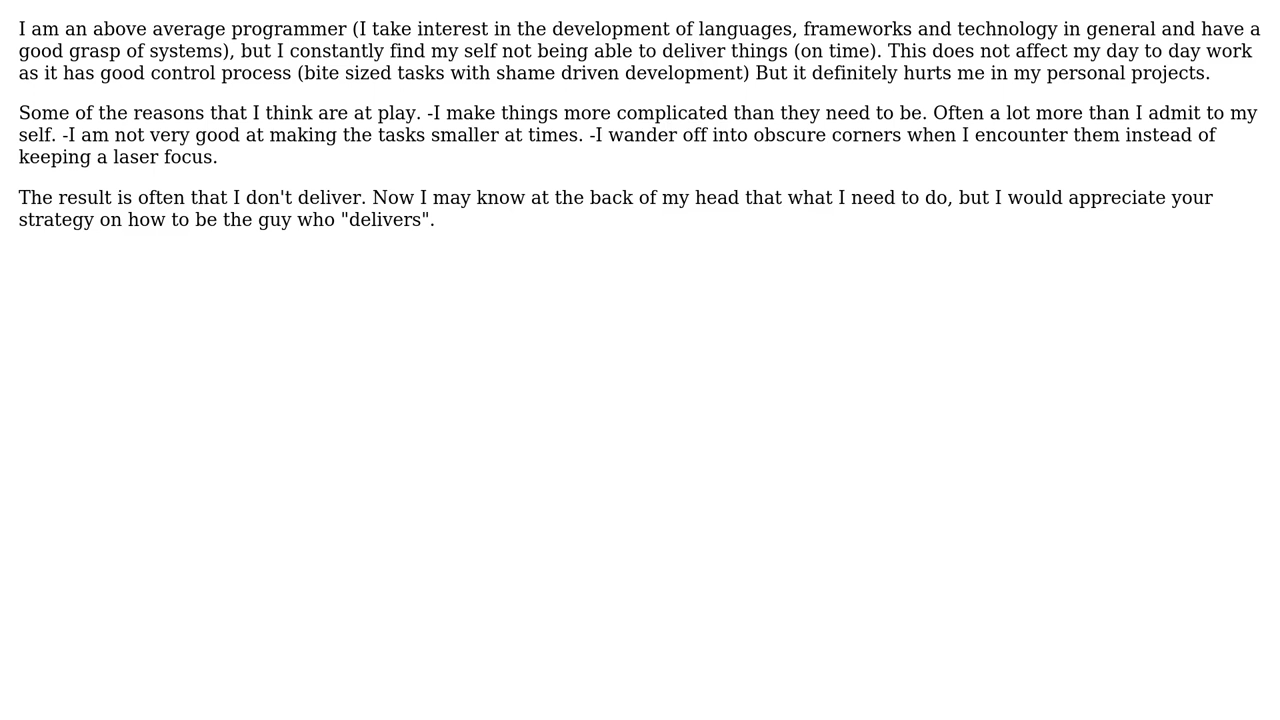 I am an above average programmer (I take interest in the development of languages, frameworks and technology in general and have a
good grasp of systems), but I constantly find my self not being able to deliver things (on time). This does not affect my day to day work
as it has good control process (bite sized tasks with shame driven development) But it definitely hurts me in my personal projects.
Some of the reasons that I think are at play. -I make things more complicated than they need to be. Often a lot more than I admit to my
self. -I am not very good at making the tasks smaller at times. -I wander off into obscure corners when I encounter them instead of
keeping a laser focus.
The result is often that I don't deliver. Now I may know at the back of my head that what I need to do, but I would appreciate your
strategy on how to be the guy who "delivers".